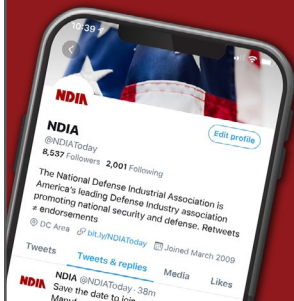 10:39
NDIA
Edit profile
NDIA
@NDIAToday
8,537 Followers 2,001 Following
The National Defense Industrial Association is
America's leading Defense Industry association
promoting national security and defense. Retweets
≠ endorsements
DC Area bit.ly/NDIAToday Joined March 2009
Tweets Tweets & replies Media Likes
NDIA NDIA @NDIAToday · 38m
Save the date to join